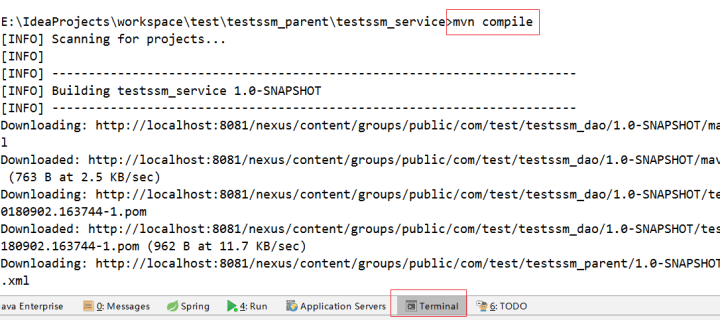 E:\IdeaProjects\workspace\test\testssm_parent\testssm_service>mvn compile
[INFO] Scanning for projects...
[INFO]
[INFO] ------------------------------------------------------------------------
[INFO] Building testssm_service 1.0-SNAPSHOT
[INFO] ------------------------------------------------------------------------
Downloading: http://localhost:8081/nexus/content/groups/public/com/test/testssm_dao/1.0-SNAPSHOT/ma
l
Downloaded: http://localhost:8081/nexus/content/groups/public/com/test/testssm_dao/1.0-SNAPSHOT/mav
(763 B at 2.5 KB/sec)
Downloading: http://localhost:8081/nexus/content/groups/public/com/test/testssm_dao/1.0-SNAPSHOT/te
0180902.163744-1.pom
Downloaded: http://localhost:8081/nexus/content/groups/public/com/test/testssm_dao/1.0-SNAPSHOT/tes
180902.163744-1.pom (962 B at 11.7 KB/sec)
Downloading: http://localhost:8081/nexus/content/groups/public/com/test/testssm_parent/1.0-SNAPSHOT
.xml
ava Enterprise 0: Messages Spring 4: Run Application Servers Terminal 6: TODO